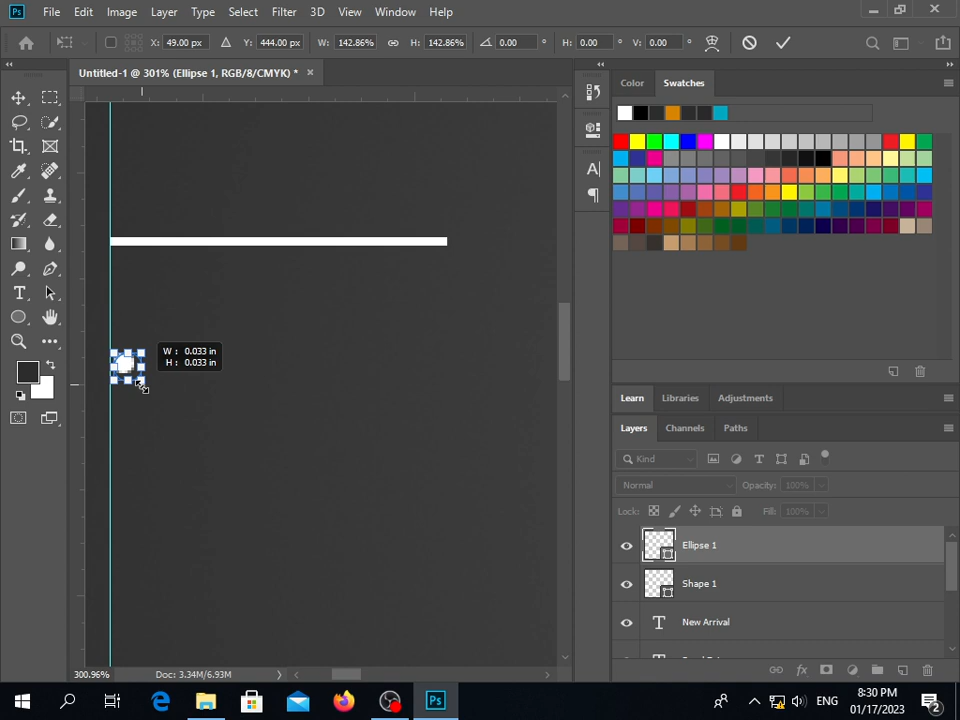 Ps File Edit Image Layer Type Select Filter 3D View Window Help
X: 49.00 px Y: 444.00 px W: 142.86% H: 142.86% 0.00 ° H: 0.00 ° V: 0.00 °
Untitled-1 @ 301% (Ellipse 1, RGB/8/CMYK) * ×
Color Swatches
W : 0.033 in
H : 0.033 in
Learn Libraries Adjustments
Layers Channels Paths
Kind
Normal Opacity: 100%
Lock: Fill: 100%
Ellipse 1
Shape 1
T New Arrival
300.96% Doc: 3.34M/6.93M
Ps ENG 8:30 PM
01/17/2023 2